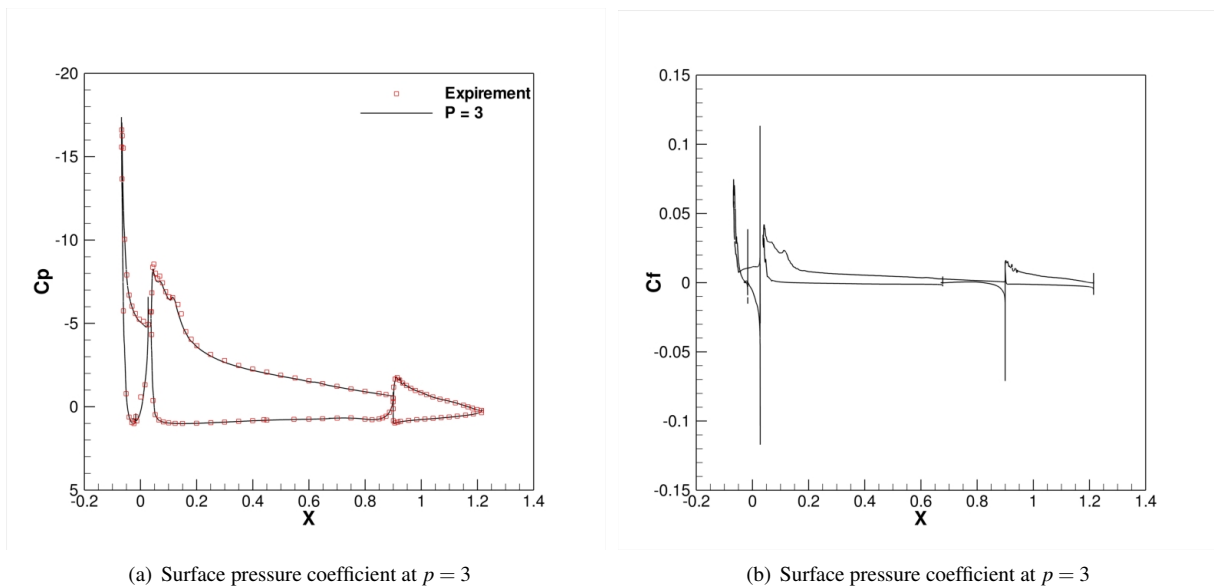 -20
-15
-10
-5
0
5
-0.2 0 0.2 0.4 0.6 0.8 1 1.2 1.4
Cp
X
Expirement
P = 3
(a) Surface pressure coefficient at p = 3
0.15
0.1
0.05
0
-0.05
-0.1
-0.15
-0.2 0 0.2 0.4 0.6 0.8 1 1.2 1.4
Cf
X
(b) Surface pressure coefficient at p = 3